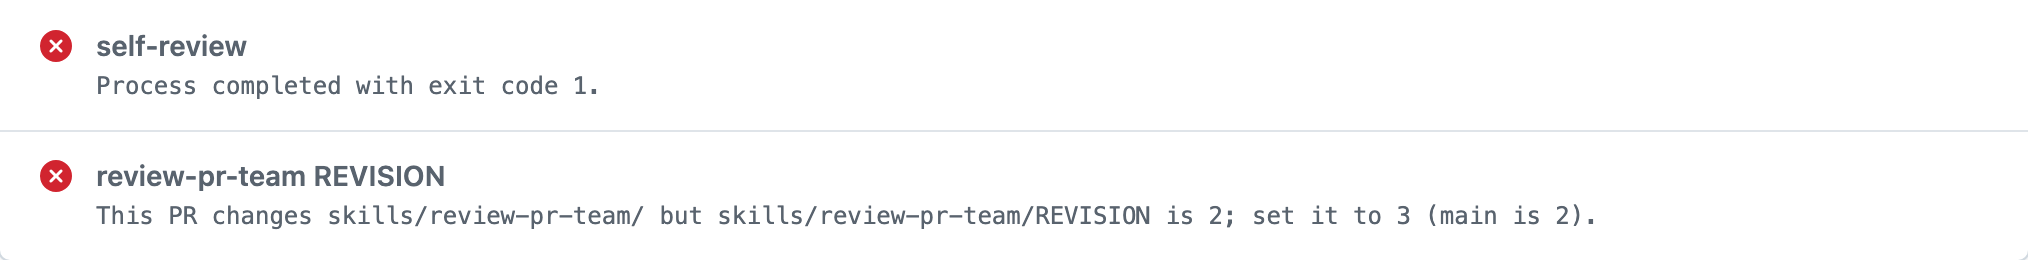 self-review
Process completed with exit code 1.
review-pr-team REVISION
This PR changes skills/review-pr-team/ but skills/review-pr-team/REVISION is 2; set it to 3 (main is 2).